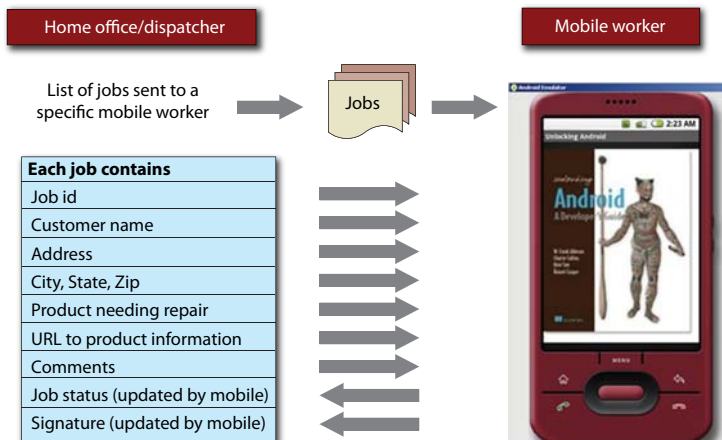 Home office/dispatcher
Mobile worker
List of jobs sent to a
specific mobile worker
Jobs
Each job contains
Job id
Customer name
Address
City, State, Zip
Product needing repair
URL to product information
Comments
Job status (updated by mobile)
Signature (updated by mobile)
Android Emulator
2:23 AM
Unlocking Android
Android
A Developer's Guide
MENU